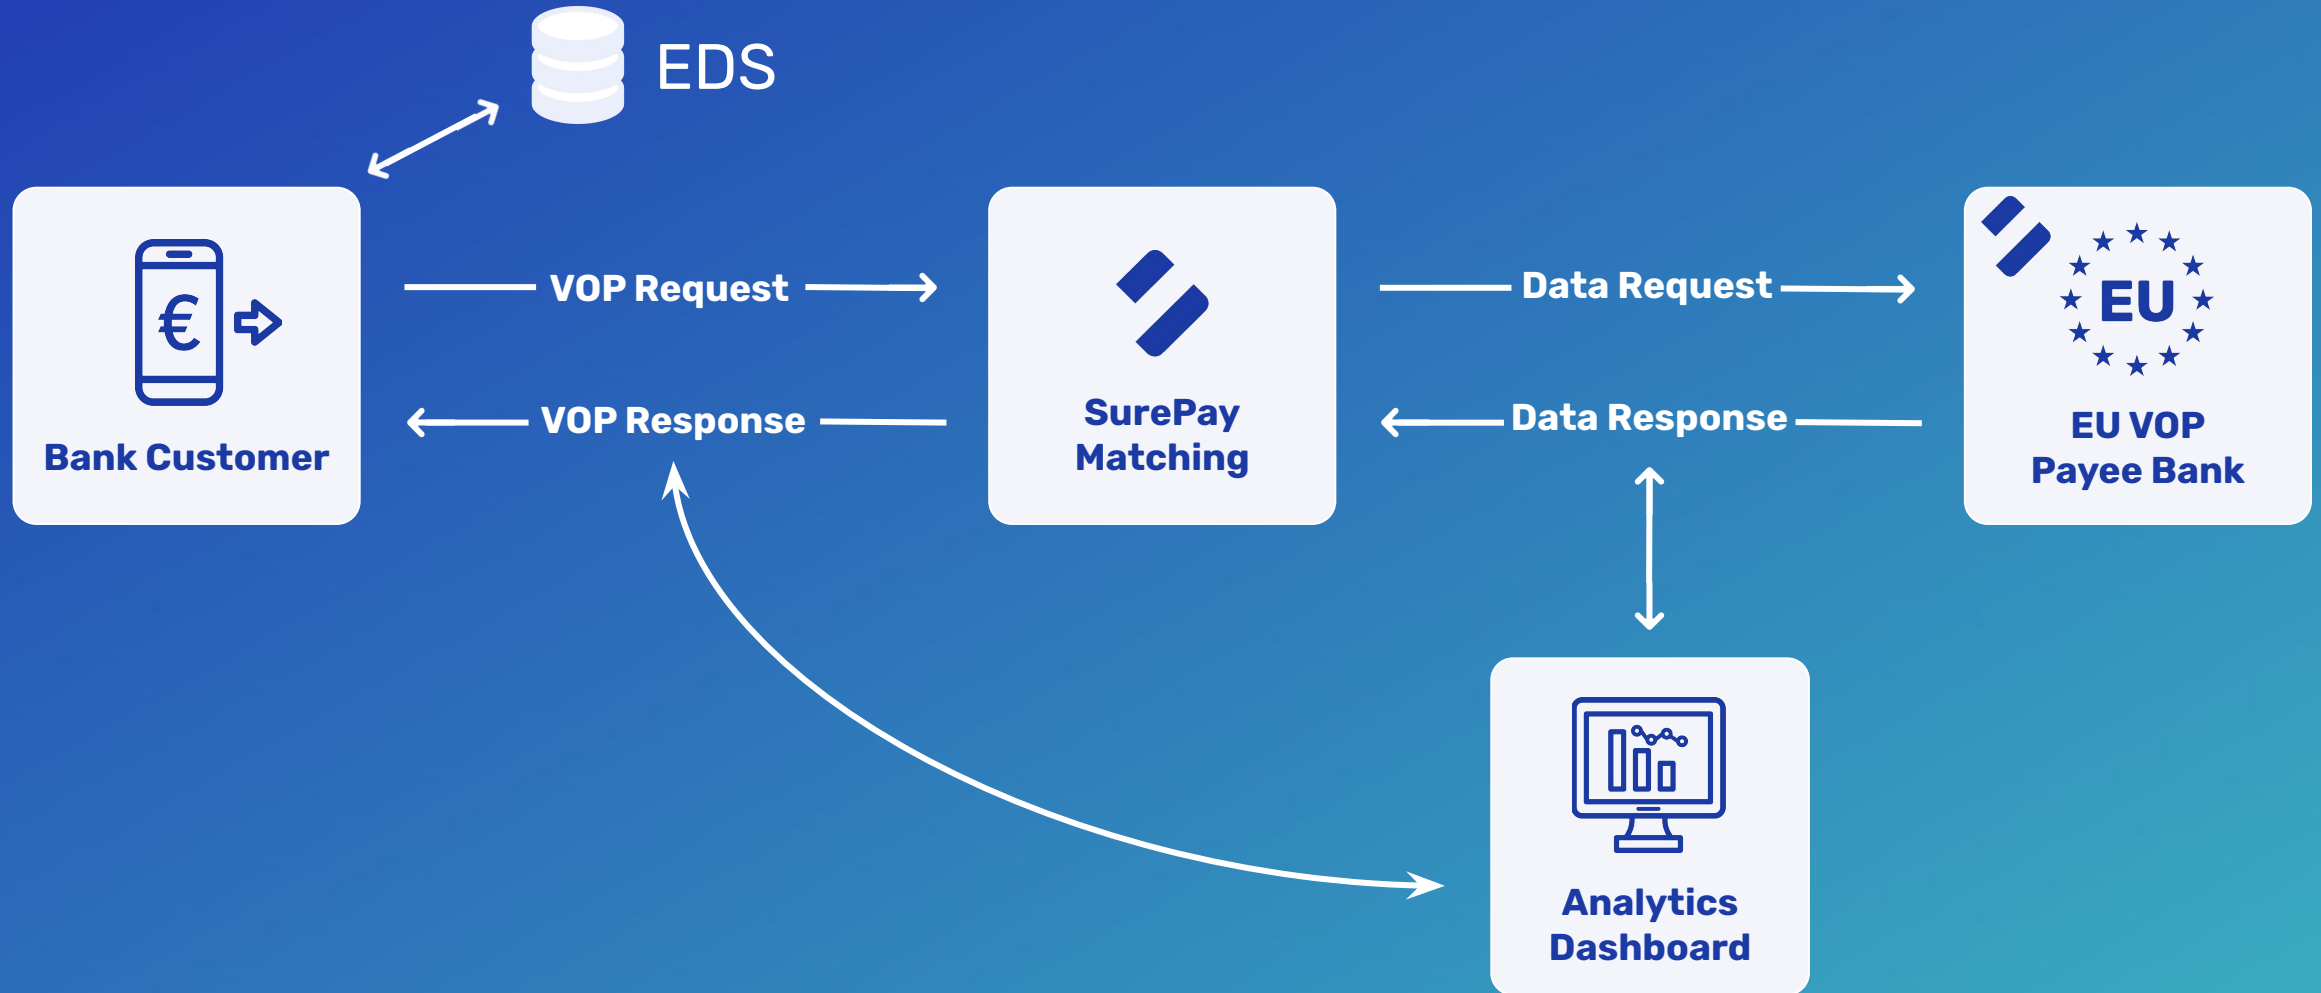 EDS
€
Bank Customer
VOP Request
VOP Response
SurePay
Matching
Data Request
Data Response
EU
EU VOP
Payee Bank
Analytics
Dashboard